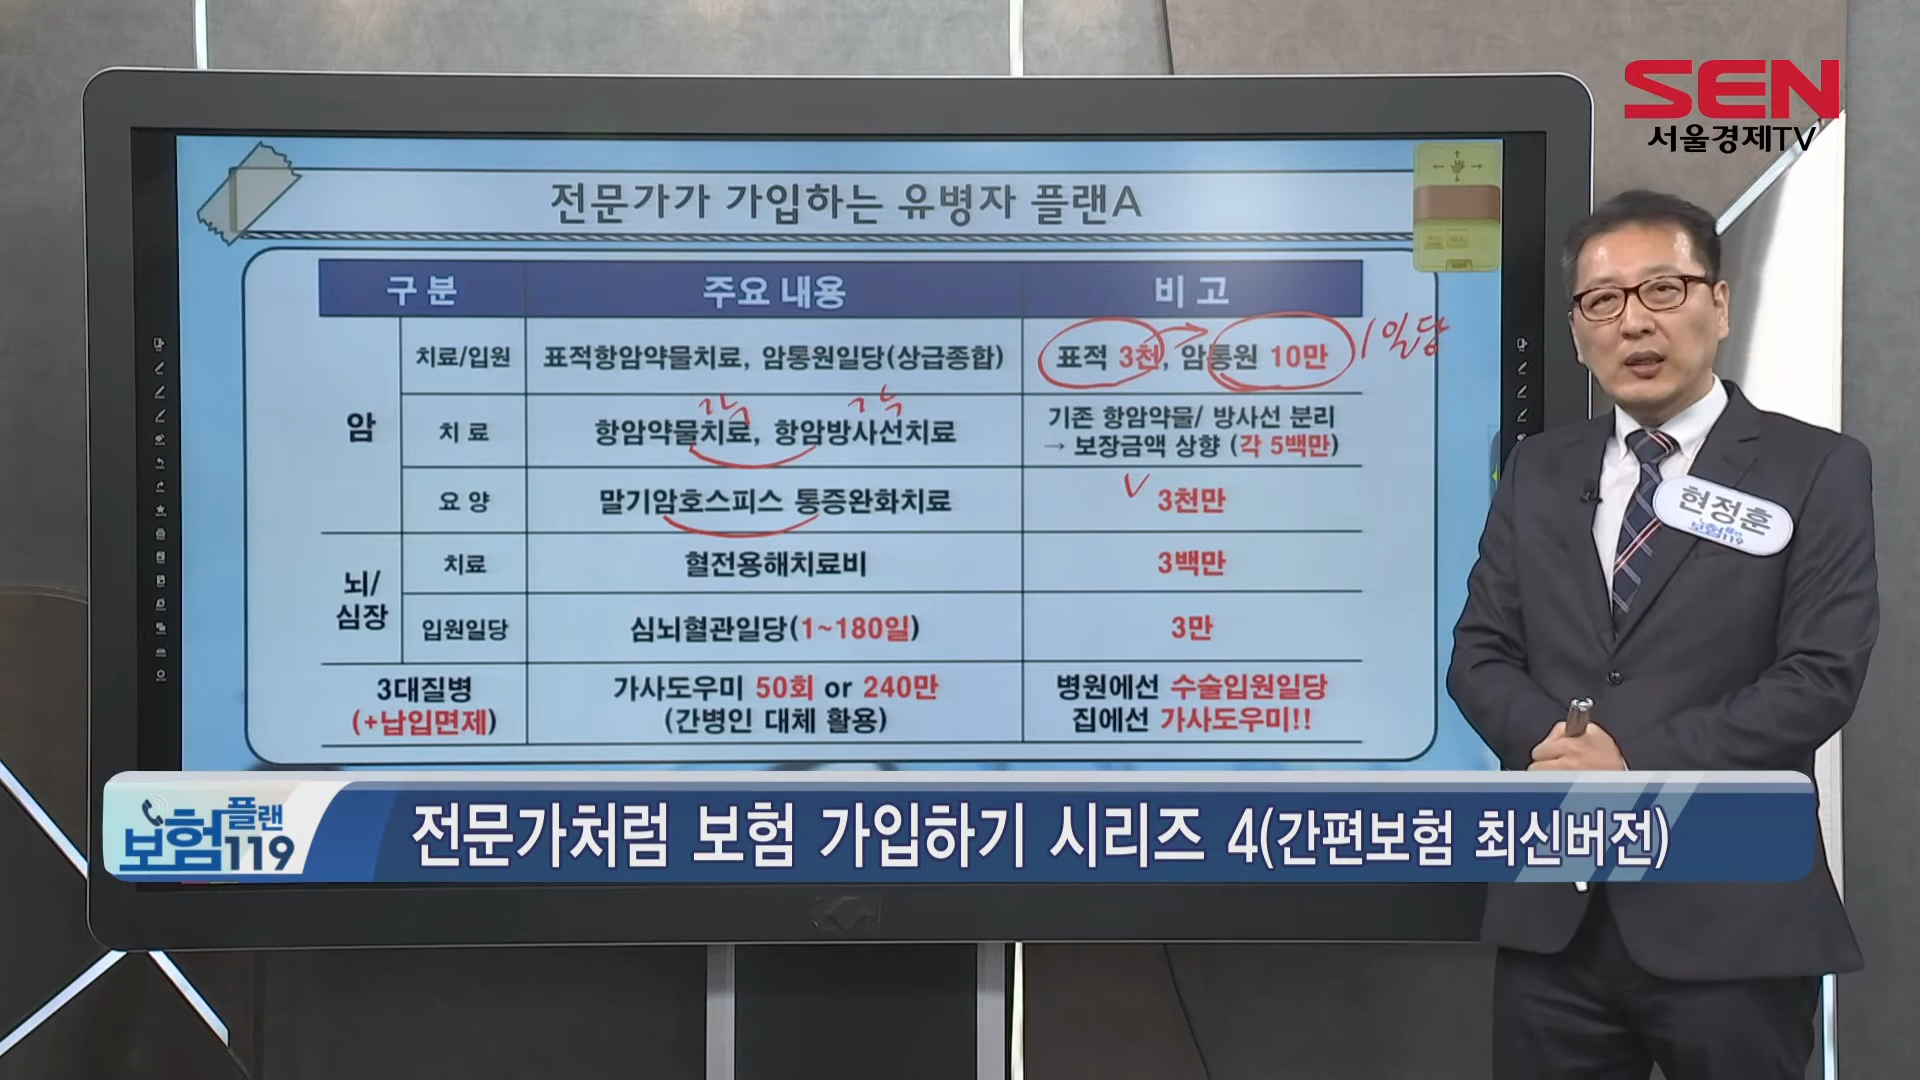 SEN
서울경제TV
전문가가 가입하는 유병자 플랜A
구 분 주요 내용 비 고
암
치료/입원 표적항암약물치료, 암통원일당(상급종합) 표적 3천, 암통원 10만
1일당
치 료 항암약물치료, 항암방사선치료 기존 항암약물/ 방사선 분리
→ 보장금액 상향 (각 5백만)
요 양 말기암호스피스 통증완화치료 3천만
뇌/
심장
치료 혈전용해치료비 3백만
입원일당 심뇌혈관일당(1~180일) 3만
3대질병
(+납입면제)
가사도우미 50회 or 240만
(간병인 대체 활용)
병원에선 수술입원일당
집에선 가사도우미!!
현정훈
보험플랜119
보험플랜119
전문가처럼 보험 가입하기 시리즈 4(간편보험 최신버전)